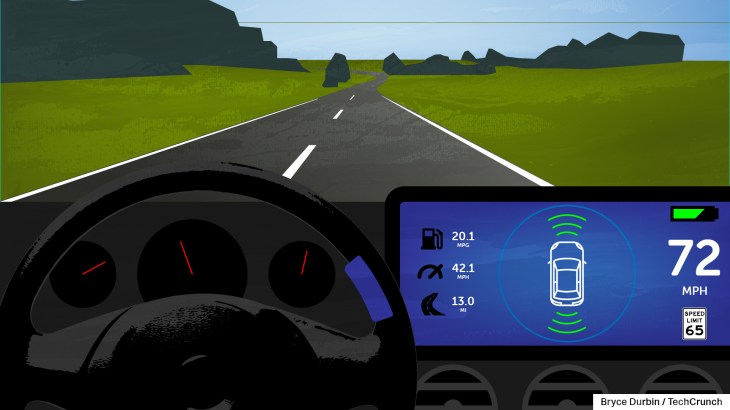 20.1
MPG
42.1
MPH
13.0
MI
72
MPH
SPEED
LIMIT
65
Bryce Durbin / TechCrunch